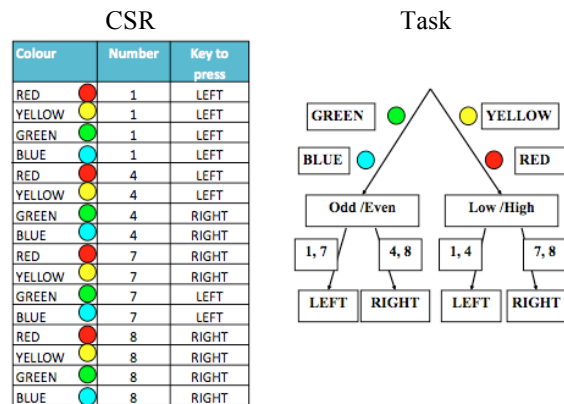 CSR
Task
Colour Number Key to press
RED 1 LEFT
YELLOW 1 LEFT
GREEN 1 LEFT
BLUE 1 LEFT
RED 4 LEFT
YELLOW 4 LEFT
GREEN 4 RIGHT
BLUE 4 RIGHT
RED 7 RIGHT
YELLOW 7 RIGHT
GREEN 7 LEFT
BLUE 7 LEFT
RED 8 RIGHT
YELLOW 8 RIGHT
GREEN 8 RIGHT
BLUE 8 RIGHT
GREEN YELLOW
BLUE RED
Odd /Even Low /High
1, 7 4, 8 1, 4 7, 8
LEFT RIGHT LEFT RIGHT